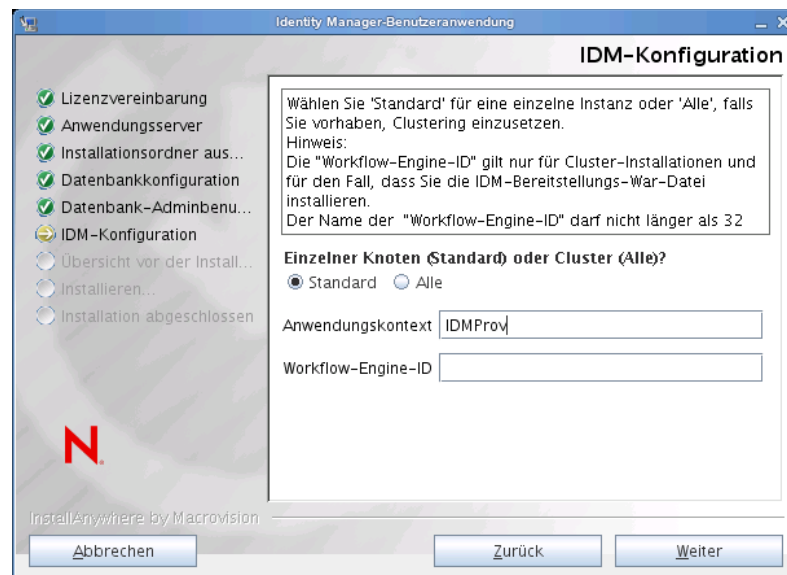 Identity Manager-Benutzeranwendung
IDM-Konfiguration
Lizenzvereinbarung
Anwendungsserver
Installationsordner aus...
Datenbankkonfiguration
Datenbank-Adminbenu...
IDM-Konfiguration
Übersicht vor der Install...
Installieren...
Installation abgeschlossen
Wählen Sie 'Standard' für eine einzelne Instanz oder 'Alle', falls
Sie vorhaben, Clustering einzusetzen.
Hinweis:
Die "Workflow-Engine-ID" gilt nur für Cluster-Installationen und
für den Fall, dass Sie die IDM-Bereitstellungs-War-Datei
installieren.
Der Name der "Workflow-Engine-ID" darf nicht länger als 32
Einzelner Knoten (Standard) oder Cluster (Alle)?
Standard Alle
Anwendungskontext IDMProv
Workflow-Engine-ID
N
InstallAnywhere by Macrovision
Abbrechen Zurück Weiter